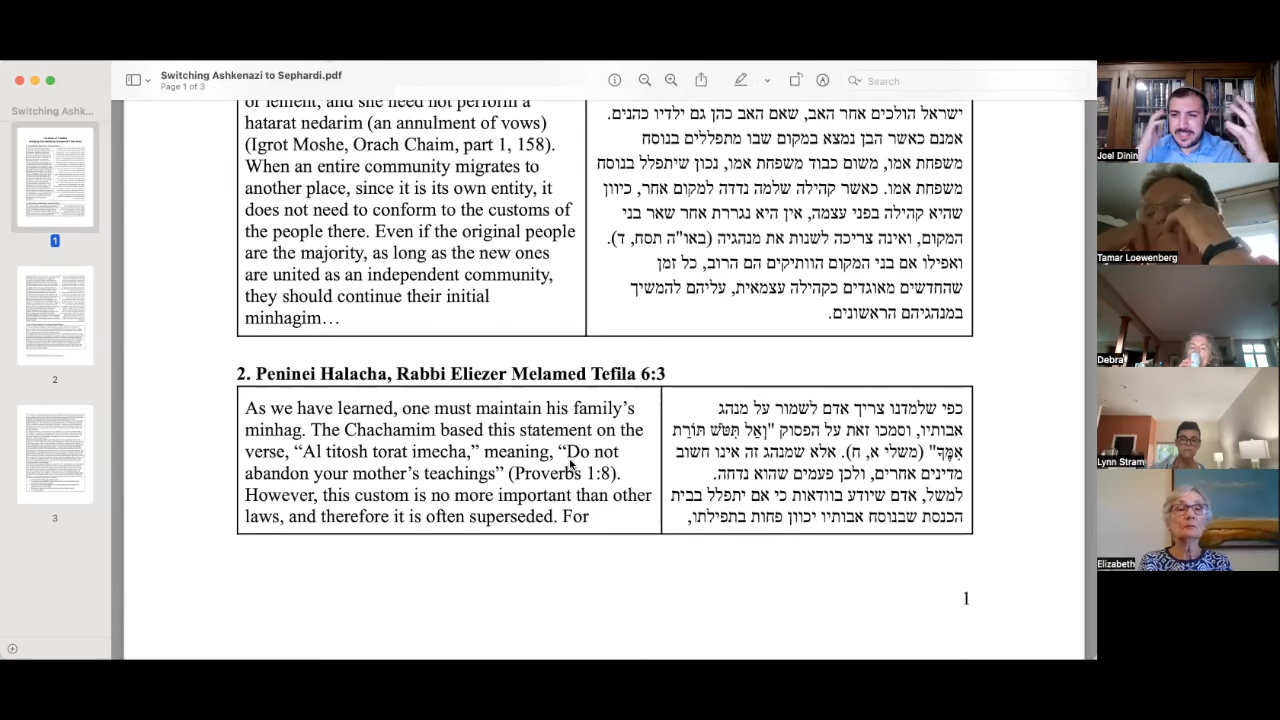 Switching Ashkenazi to Sephardi.pdf
Page 1 of 3
Search
Switching Ashk...
1
2
3
of ferment, and she need not perform a
hatarat nedarim (an annulment of vows)
(Igrot Moshe, Orach Chaim, part 158).
When an entire community migrates to
another place, since it is its own entity, it
does not need to conform to the customs of
the people there. Even if the original people
are the majority, as long as the new ones
are united as an independent community,
they should continue their initial
minhagim…
ישראל הולכים אחר האב, שאם האב כהן גם ילדיו כהנים.
אמנם כאשר הבן נמצא במקום שבו מתפללים בנוסח
משפחת אמו, משום כבוד משפחת אמו, נכון שיתפלל בנוסח
משפחת אמו. כאשר קהילה שלמה נדדה למקום אחר, כיוון
שהיא קהילה בפני עצמה, אין היא נגררת אחר שאר בני
המקום, ואינה צריכה לשנות את מנהגיה (באו"ה תסח, ד).
ואפילו אם בני המקום הוותיקים הם הרוב, כל זמן
שהחדשים מאוגדים כקהילה עצמאית, עליהם להמשיך
במנהגיהם הראשונים.
2. Peninei Halacha, Rabbi Eliezer Melamed Tefila 6:3
As we have learned, one must maintain his family's
minhag. The Chachamim base this statement on the
verse, “Al titosh torat imecha,” meaning, “Do not
abandon your mother's teachings” (Proverbs 1:8).
However, this custom is no more important than other
laws, and therefore it is often superseded. For
כפי שלמדנו צריך אדם לשמור על מנהג
אבותיו, וסמכו זאת על הפסוק "וְאַל תִּטֹּשׁ תּוֹרַת
אִמֶּךָ" (משלי א, ח). אלא שמנהג זה אינו חשוב
מדינים אחרים, ולכן פעמים שהוא נדחה.
למשל, אדם שיודע בוודאות כי אם יתפלל בבית
הכנסת שבנוסח אבותיו יכוון פחות בתפילתו,
1
Joel Dinin
Tamar Loewenberg
Debra
Lynn Stram
Elizabeth